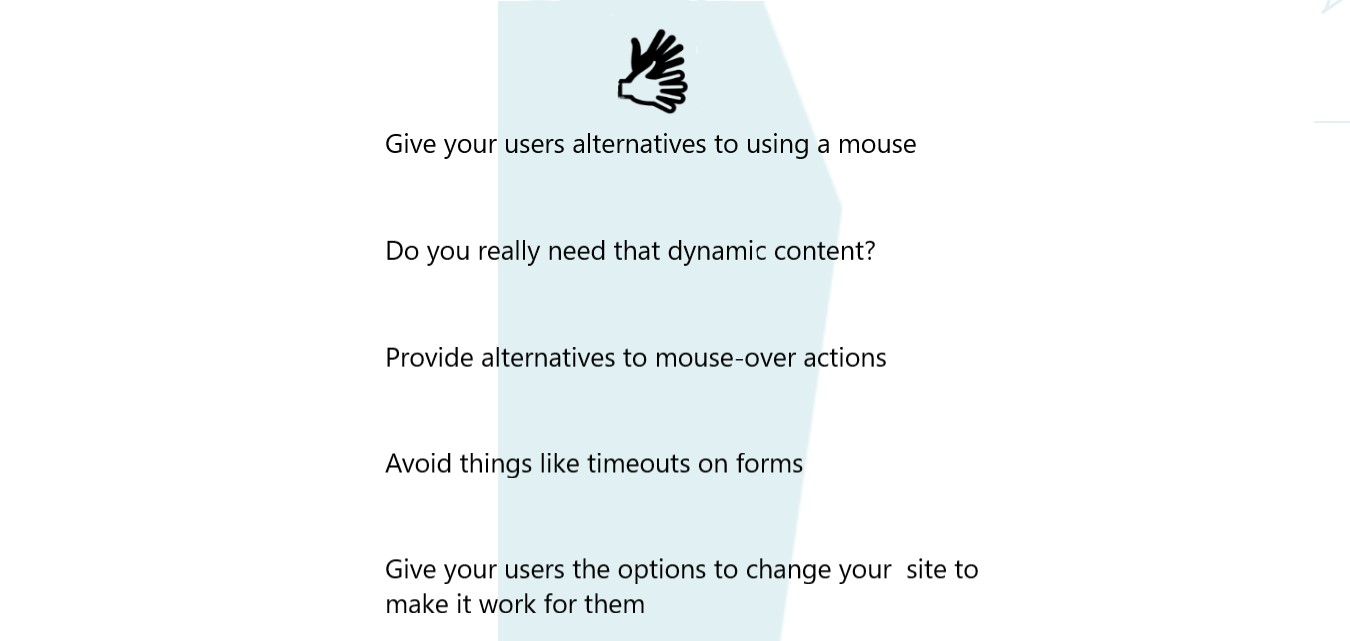 Give your users alternatives to using a mouse
Do you really need that dynamic content?
Provide alternatives to mouse-over actions
Avoid things like timeouts on forms
Give your users the options to change your  site to
make it work for them